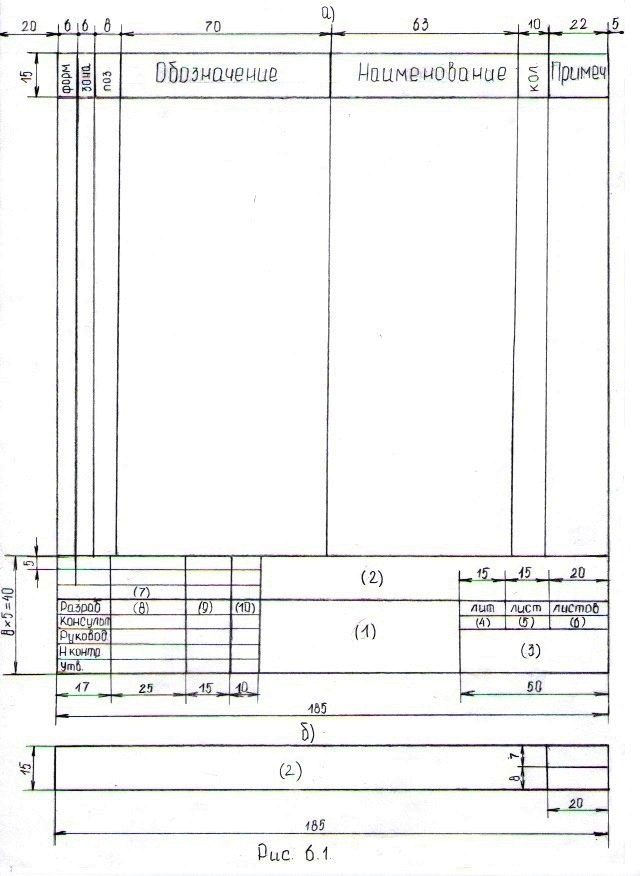 а)
20 6 6 8 70 63 10 22 5
15 форм зона поз Обозначение Наименование кол. Примеч
5 (2) 15 15 20
8×5=40 (7)
Разраб (8) (9) (10) (1) лит лист листов
Консульт (4) (5) (6)
Руковод (3)
Н контр
Утв.
17 25 15 10 50
185
б)
15 (2) 7
8
20
185
Рис. 6.1.